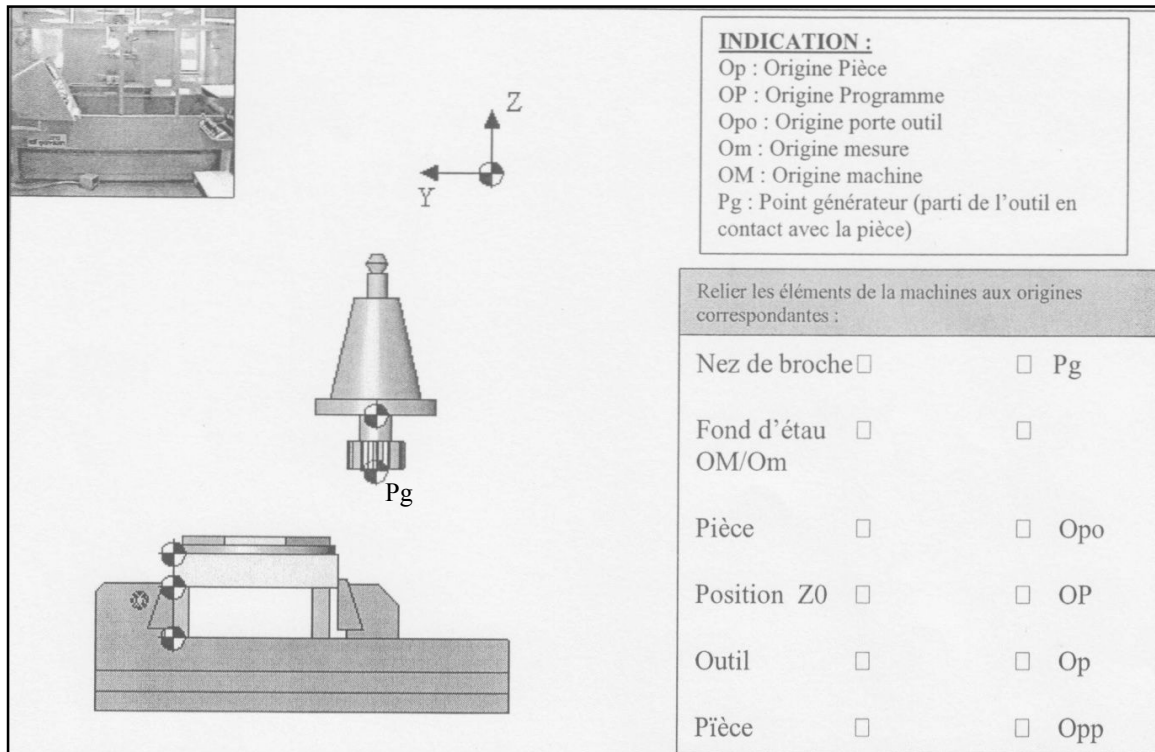 INDICATION :
Op : Origine Pièce
OP : Origine Programme
Opo : Origine porte outil
Om : Origine mesure
OM : Origine machine
Pg : Point générateur (parti de l'outil en
contact avec la pièce)
Z
Y
Pg
Relier les éléments de la machines aux origines
correspondantes :
Nez de broche □ □ Pg
Fond d'étau □ □
OM/Om
Pièce □ □ Opo
Position Z0 □ □ OP
Outil □ □ Op
Pïèce □ □ Opp